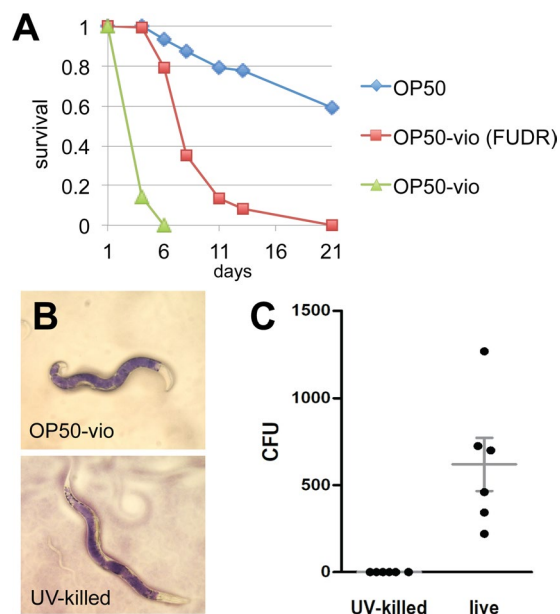 A
survival
1
0.8
0.6
0.4
0.2
0
1 6 11 16 21
days
OP50
OP50-vio (FUDR)
OP50-vio
B
OP50-vio
UV-killed
C
CFU
1500
1000
500
0
UV-killed live